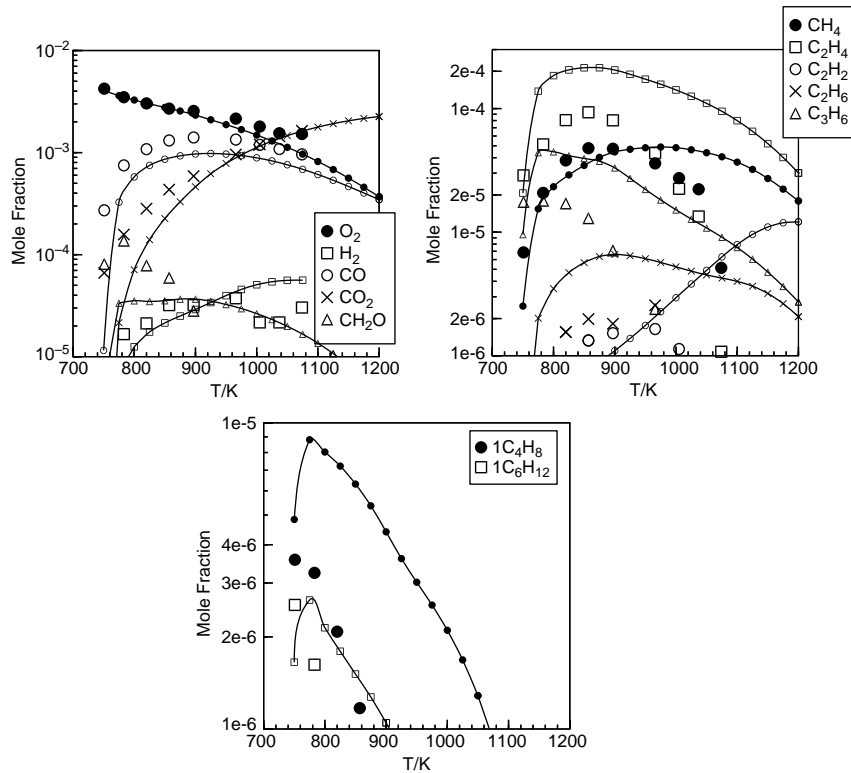 10⁻²
10⁻³
10⁻⁴
10⁻⁵
Mole Fraction
700 800 900 1000 1100 1200
T/K
O₂
H₂
CO
CO₂
CH₂O
2e-4
1e-4
2e-5
1e-5
2e-6
1e-6
Mole Fraction
700 800 900 1000 1100 1200
T/K
CH₄
C₂H₄
C₂H₂
C₂H₆
C₃H₆
1e-5
4e-6
3e-6
2e-6
1e-6
Mole Fraction
700 800 900 1000 1100 1200
T/K
1C₄H₈
1C₆H₁₂